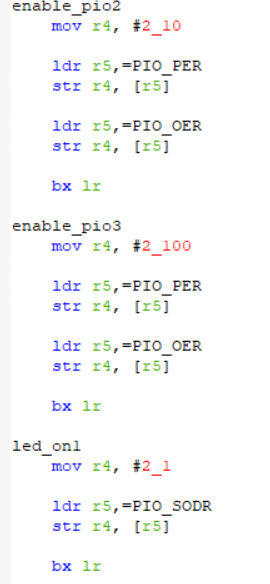 enable_pio2
mov r4, #2_10
ldr r5,=PIO_PER
str r4, [r5]
ldr r5,=PIO_OER
str r4, [r5]
bx lr
enable_pio3
mov r4, #2_100
ldr r5,=PIO_PER
str r4, [r5]
ldr r5,=PIO_OER
str r4, [r5]
bx lr
led_on1
mov r4, #2_1
ldr r5,=PIO_SODR
str r4, [r5]
bx lr